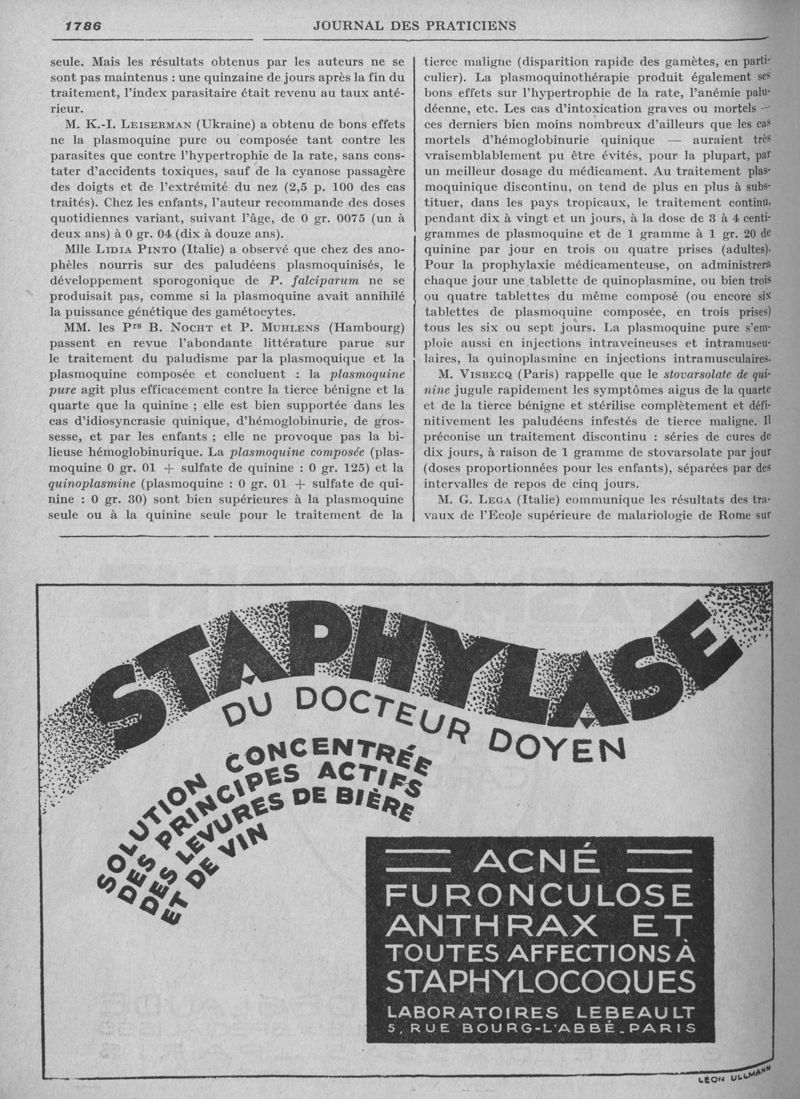 1786
JOURNAL DES PRATICIENS
seule. Mais les résultats obtenus par les auteurs ne se
sont pas maintenus : une quinzaine de jours après la fin du
traitement, l'index parasitaire était revenu au taux anté-
rieur.
M. K.-I. LEISERMAN (Ukraine) a obtenu de bons effets
ne la plasmoquine pure ou composée tant contre les
parasites que contre l'hypertrophie de la rate, sans cons-
tater d'accidents toxiques, sauf de la cyanose passagère
des doigts et de l'extrémité du nez (2,5 p. 100 des cas
traités). Chez les enfants, l'auteur recommande des doses
quotidiennes variant, suivant l'âge, de 0 gr. 0075 (un à
deux ans) à 0 gr. 04 (dix à douze ans).
Mlle LIDIA PINTO (Italie) a observé que chez des ano-
phèles nourris sur des paludéens plasmoquinisés, le
développement sporogonique de P. falciparum ne se
produisait pas, comme si la plasmoquine avait annihilé
la puissance génétique des gamétocytes.
MM. les Prs B. NOCHT et P. MUHLENS (Hambourg)
passent en revue l'abondante littérature parue sur
le traitement du paludisme par la plasmoquique et la
plasmoquine composée et concluent : la plasmoquine
pure agit plus efficacement contre la tierce bénigne et la
quarte que la quinine ; elle est bien supportée dans les
cas d'idiosyncrasie quinique, d'hémoglobinurie, de gros-
sesse, et par les enfants ; elle ne provoque pas la bi-
lieuse hémoglobinurique. La plasmoquine composée (plas-
moquine 0 gr. 01 + sulfate de quinine : 0 gr. 125) et la
quinoplasmine (plasmoquine : 0 gr. 01 + sulfate de qui-
nine : 0 gr. 30) sont bien supérieures à la plasmoquine
seule ou à la quinine seule pour le traitement de la
tierce maligne (disparition rapide des gamètes, en parti-
culier). La plasmoquinothérapie produit également ses
bons effets sur l'hypertrophie de la rate, l'anémie palu-
déenne, etc. Les cas d'intoxication graves ou mortels —
ces derniers bien moins nombreux d'ailleurs que les cas
mortels d'hémoglobinurie quinique — auraient très
vraisemblablement pu être évités, pour la plupart, par
un meilleur dosage du médicament. Au traitement plas-
moquinique discontinu, on tend de plus en plus à subs-
tituer, dans les pays tropicaux, le traitement continu,
pendant dix à vingt et un jours, à la dose de 3 à 4 centi-
grammes de plasmoquine et de 1 gramme à 1 gr. 20 de
quinine par jour en trois ou quatre prises (adultes).
Pour la prophylaxie médicamenteuse, on administrera
chaque jour une tablette de quinoplasmine, ou bien trois
ou quatre tablettes du même composé (ou encore six
tablettes de plasmoquine composée, en trois prises)
tous les six ou sept jours. La plasmoquine pure s'em-
ploie aussi en injections intraveineuses et intramuscu-
laires, la quinoplasmine en injections intramusculaires.
M. VISBECQ (Paris) rappelle que le stovarsolate de qui-
nine jugule rapidement les symptômes aigus de la quarte
et de la tierce bénigne et stérilise complètement et défi-
nitivement les paludéens infestés de tierce maligne. Il
préconise un traitement discontinu : séries de cures de
dix jours, à raison de 1 gramme de stovarsolate par jour
(doses proportionnées pour les enfants), séparées par des
intervalles de repos de cinq jours.
M. G. LEGA (Italie) communique les résultats des tra-
vaux de l'Ecole supérieure de malariologie de Rome sur
STAPHYLASE
DU DOCTEUR DOYEN
SOLUTION CONCENTRÉE
DES PRINCIPES ACTIFS
DES LEVURES DE BIÈRE
ET DE VIN
ACNÉ
FURONCULOSE
ANTHRAX ET
TOUTES AFFECTIONS À
STAPHYLOCOQUES
LABORATOIRES LEBEAULT
5, RUE BOURG-L'ABBÉ_PARIS
LÉON ULLMANN